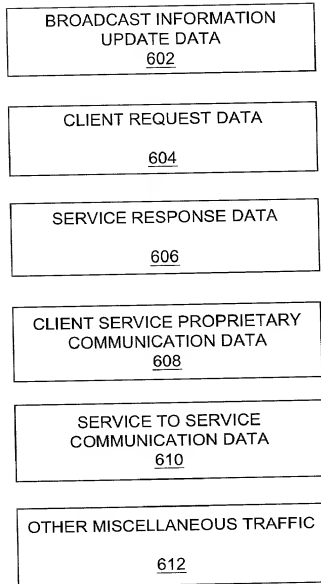 BROADCAST INFORMATION
UPDATE DATA
602
CLIENT REQUEST DATA
604
SERVICE RESPONSE DATA
606
CLIENT SERVICE PROPRIETARY
COMMUNICATION DATA
608
SERVICE TO SERVICE
COMMUNICATION DATA
610
OTHER MISCELLANEOUS TRAFFIC
612